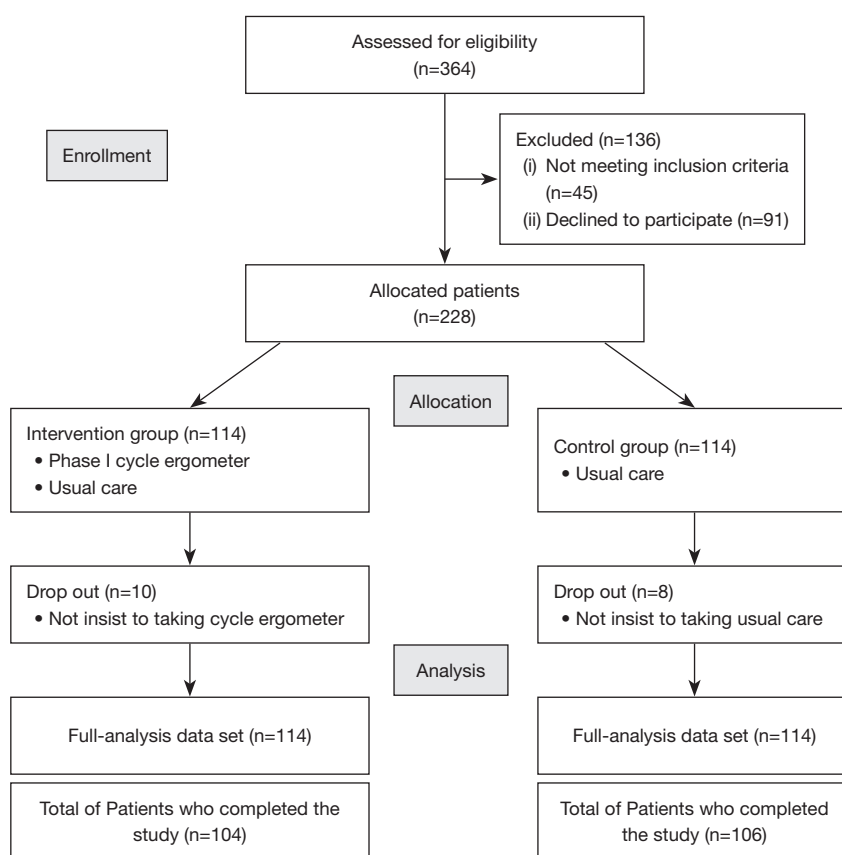 Assessed for eligibility
(n=364)
Enrollment
Excluded (n=136)
(i) Not meeting inclusion criteria
(n=45)
(ii) Declined to participate (n=91)
Allocated patients
(n=228)
Allocation
Intervention group (n=114)
• Phase I cycle ergometer
• Usual care
Control group (n=114)
• Usual care
Drop out (n=10)
• Not insist to taking cycle ergometer
Drop out (n=8)
• Not insist to taking usual care
Analysis
Full-analysis data set (n=114)
Full-analysis data set (n=114)
Total of Patients who completed the
study (n=104)
Total of Patients who completed
the study (n=106)